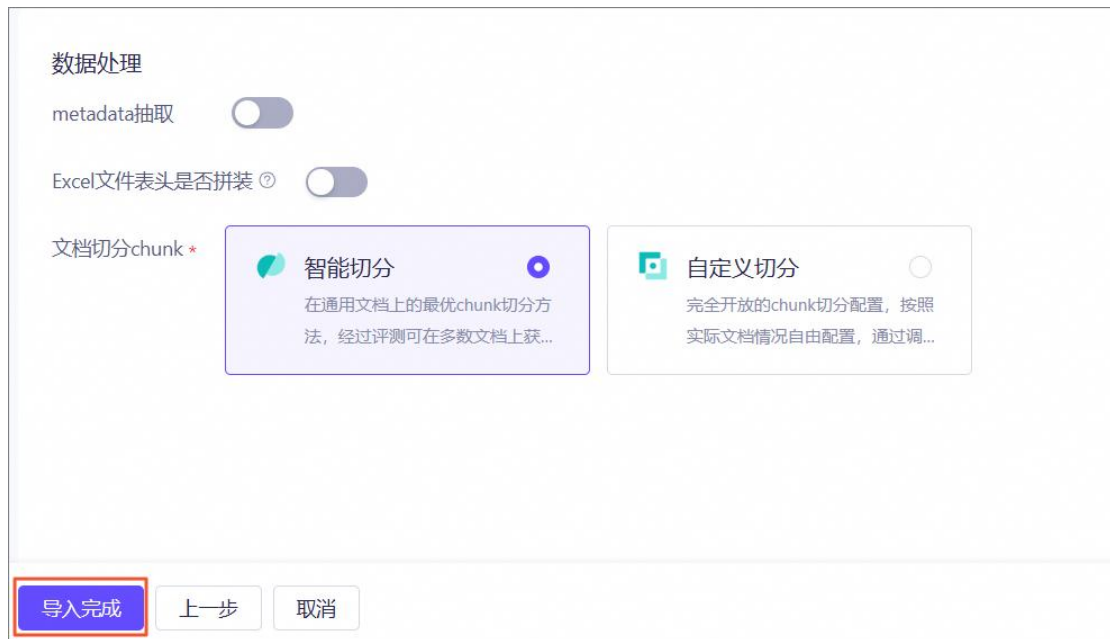 数据处理
metadata抽取
Excel文件表头是否拼装 ?
文档切分chunk *
智能切分
在通用文档上的最优chunk切分方
法，经过评测可在多数文档上获...
自定义切分
完全开放的chunk切分配置，按照
实际文档情况自由配置，通过调...
导入完成
上一步
取消